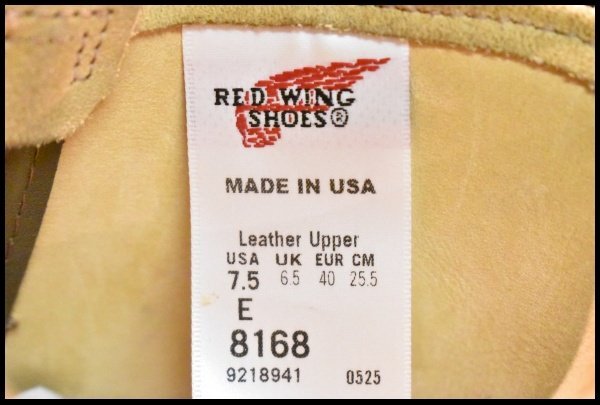 RED WING
SHOES®
MADE IN USA
Leather Upper
USA UK EUR CM
7.5 6.5 40 25.5
E
8168
9218941 0525